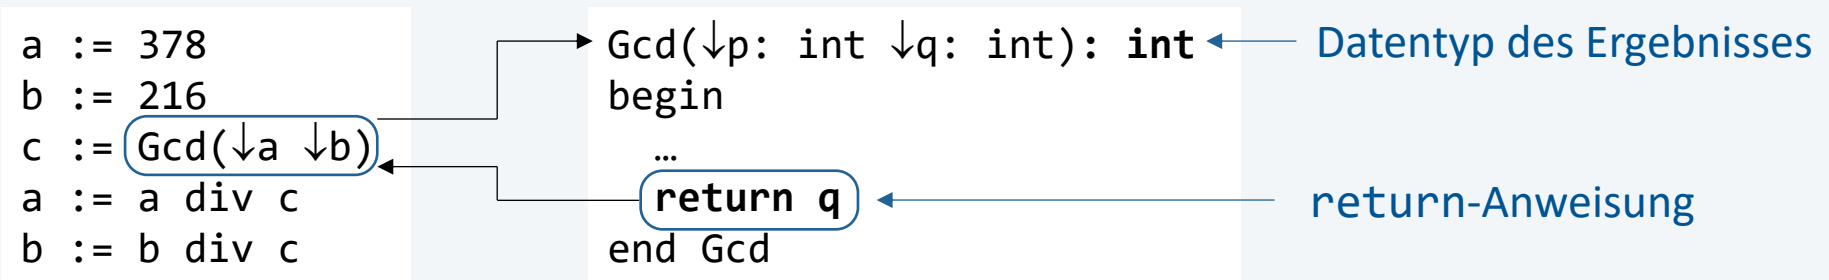 a := 378
b := 216
c := Gcd(↓a ↓b)
a := a div c
b := b div c
Gcd(↓p: int ↓q: int): int
begin
…
return q
end Gcd
Datentyp des Ergebnisses
return-Anweisung